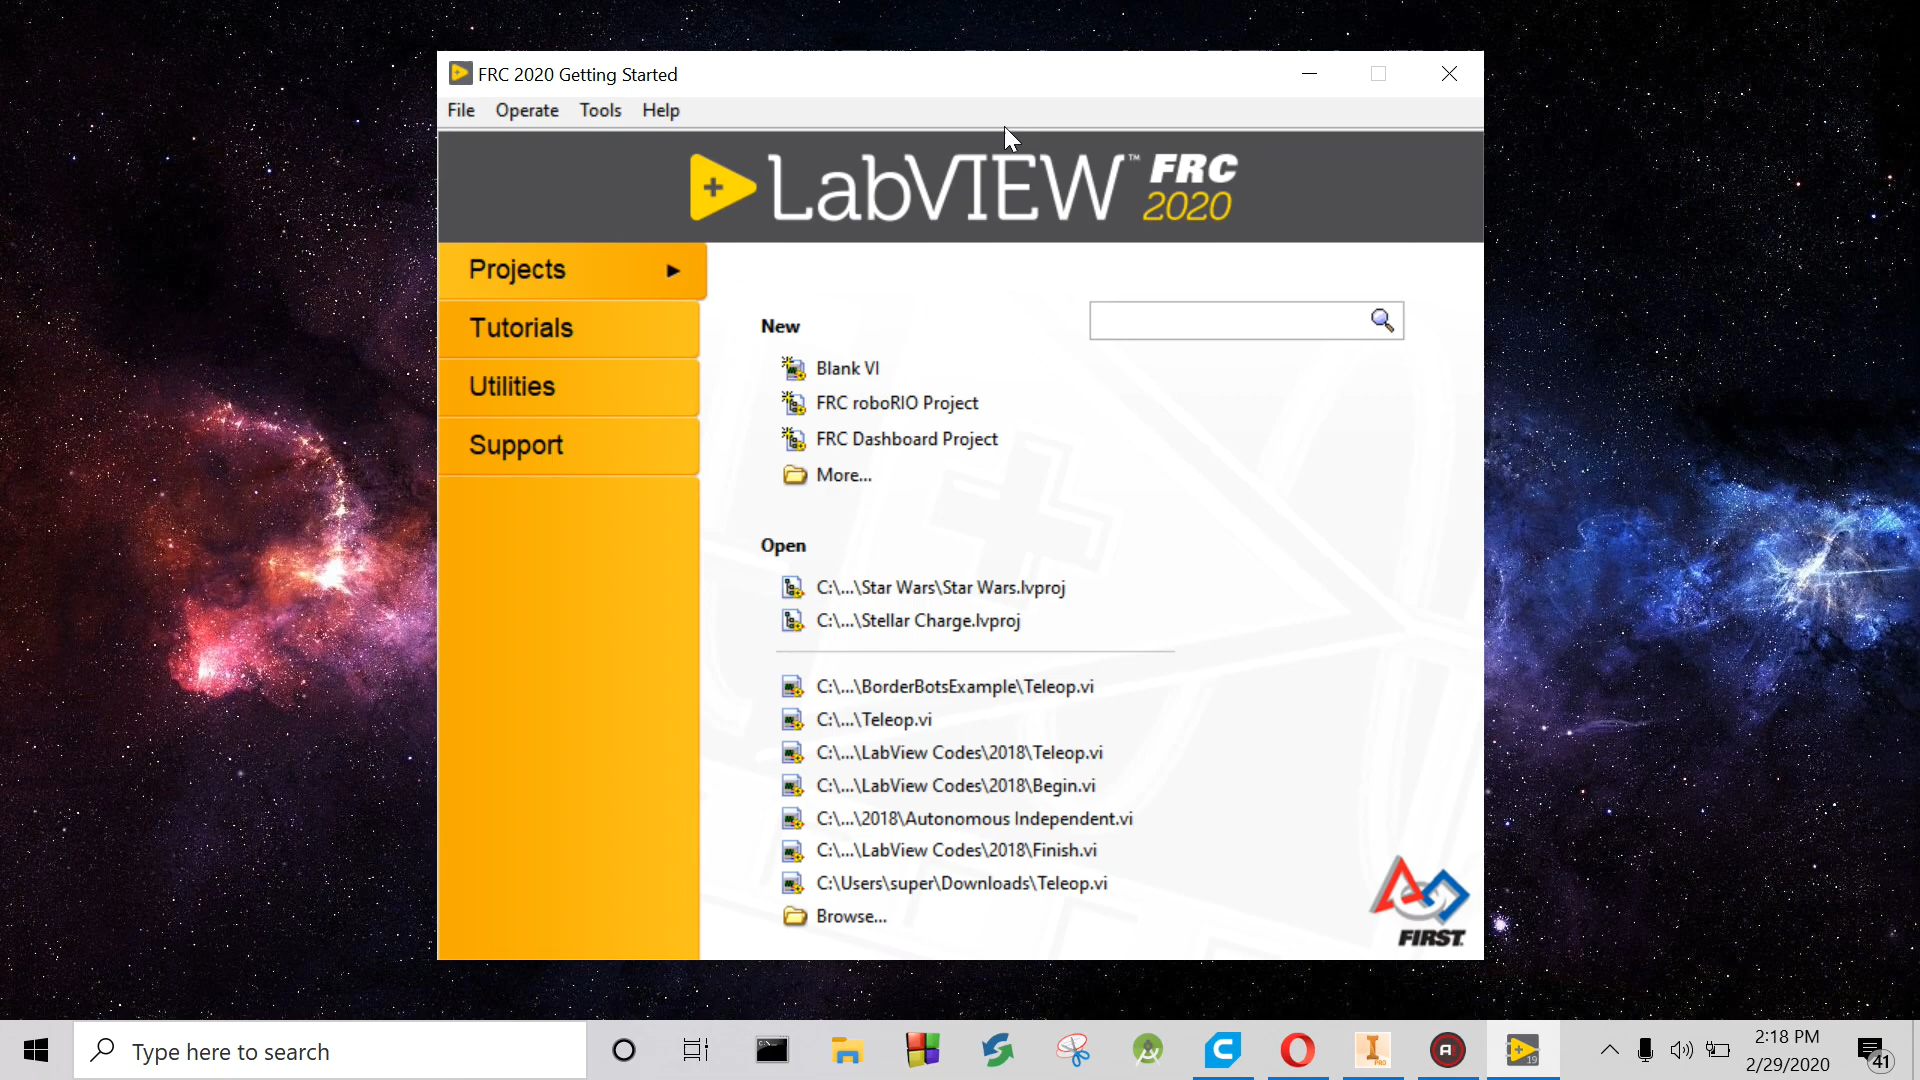 FRC 2020 Getting Started
File Operate Tools Help
LabVIEW™ FRC 2020
Projects
Tutorials
Utilities
Support
New
Blank VI
FRC roboRIO Project
FRC Dashboard Project
More...
Open
C:\...\Star Wars\Star Wars.lvproj
C:\...\Stellar Charge.lvproj
C:\...\BorderBotsExample\Teleop.vi
C:\...\Teleop.vi
C:\...\LabView Codes\2018\Teleop.vi
C:\...\LabView Codes\2018\Begin.vi
C:\...\2018\Autonomous Independent.vi
C:\...\LabView Codes\2018\Finish.vi
C:\Users\super\Downloads\Teleop.vi
Browse...
FIRST
Type here to search
C:\_
I
PRO
A
19
2:18 PM
2/29/2020
41